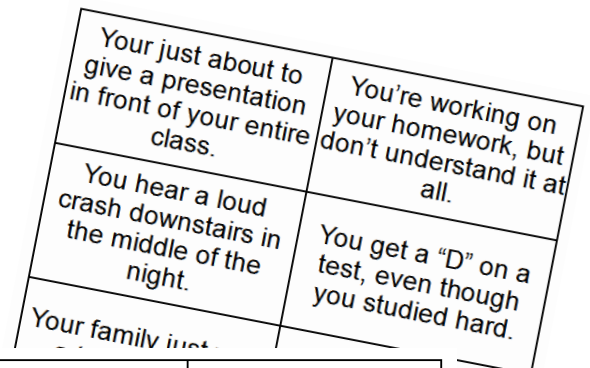 Your just about to
give a presentation
in front of your entire
class.
You're working on
your homework, but
don't understand it at
all.
You hear a loud
crash downstairs in
the middle of the
night.
You get a “D” on a
test, even though
you studied hard.
Your family just